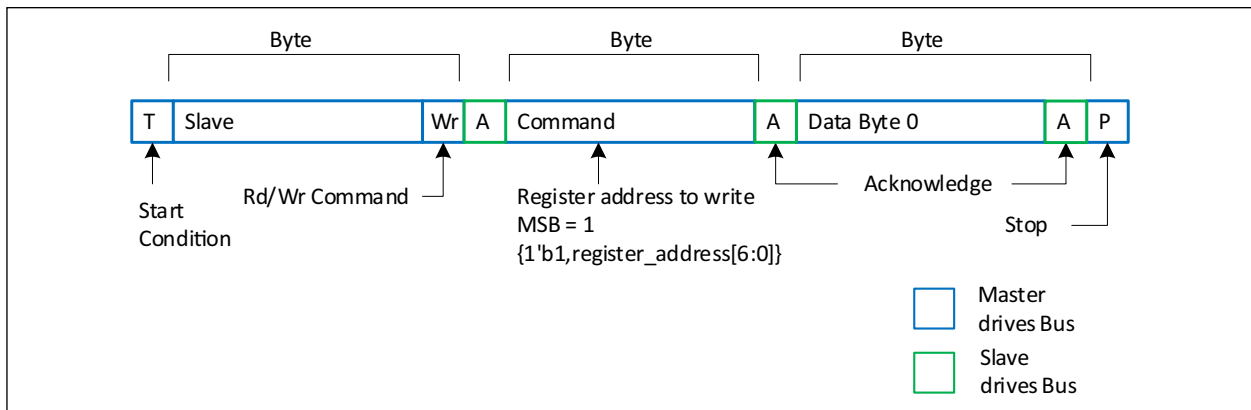 Byte Byte Byte
T Slave Wr A Command A Data Byte 0 A P
Start
Condition
Rd/Wr Command
Register address to write
MSB = 1
{1'b1,register_address[6:0]}
Acknowledge
Stop
Master
drives Bus
Slave
drives Bus